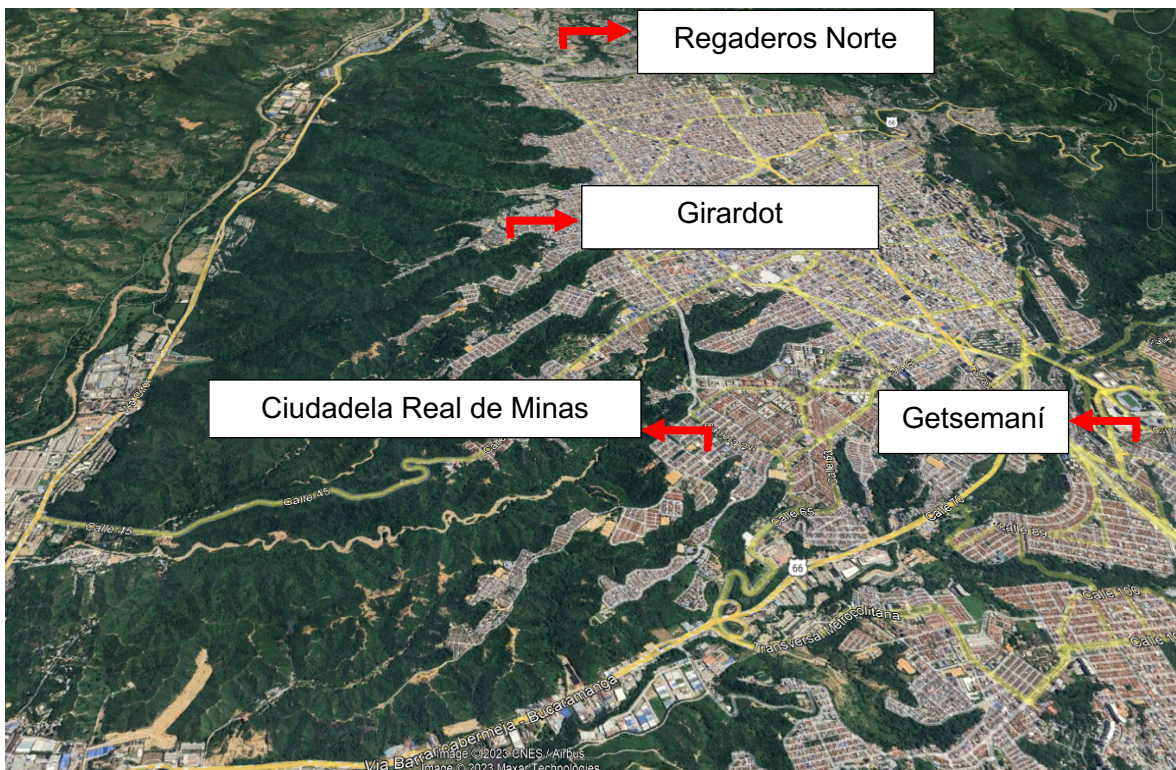 Regaderos Norte
66
Girardot
Ciudadela Real de Minas
Getsemaní
Calle 45
Calle 45
Calle 65
Calle 70
Calle 89
66
Calle 105
Transversal Metropolitana
Via Barrancabermeja - Bucaramanga
Image © 2023 CNES / Airbus
Image © 2023 Maxar Technologies